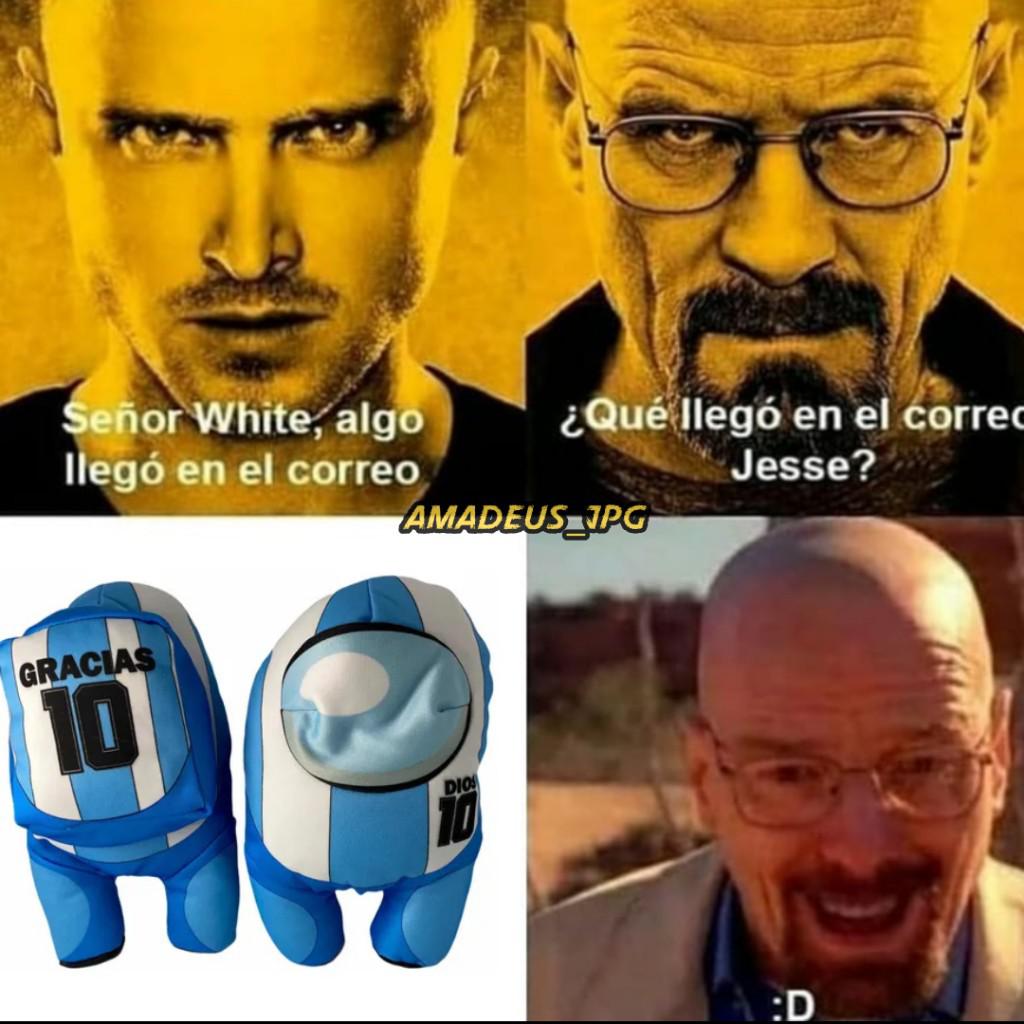 Señor White, algo
llegó en el correo
¿Qué llegó en el correo
Jesse?
AMADEUS_JPG
GRACIAS
10
DIOS
10
:D